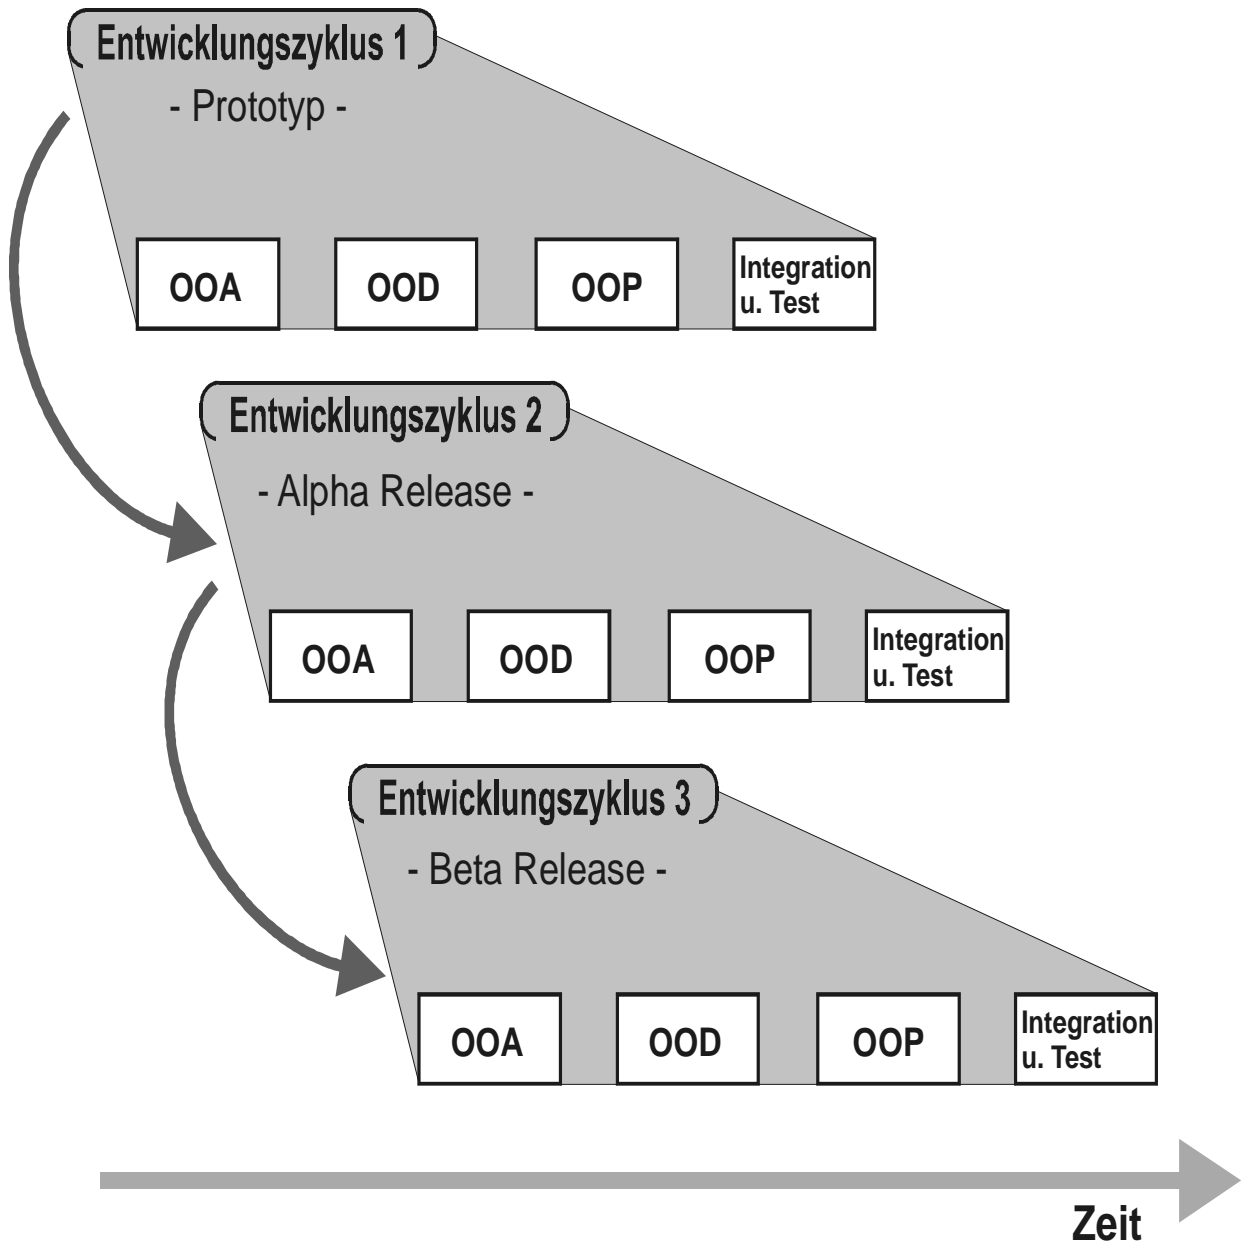 Entwicklungszyklus 1
- Prototyp -
OOA
OOD
OOP
Integration
u. Test
Entwicklungszyklus 2
- Alpha Release -
OOA
OOD
OOP
Integration
u. Test
Entwicklungszyklus 3
- Beta Release -
OOA
OOD
OOP
Integration
u. Test
Zeit